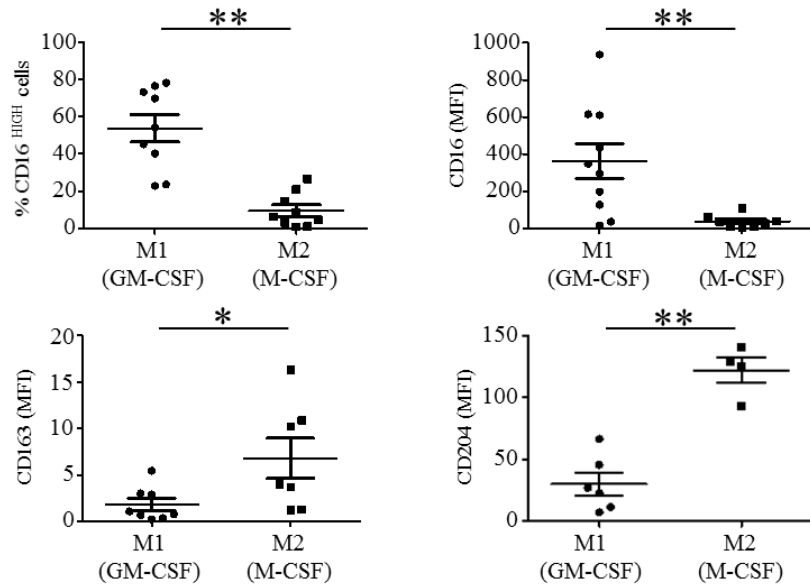 **
100
80
60
40
20
0
% CD16 HIGH cells
M1
(GM-CSF)
M2
(M-CSF)
**
1000
800
600
400
200
0
CD16 (MFI)
M1
(GM-CSF)
M2
(M-CSF)
*
20
15
10
5
0
CD163 (MFI)
M1
(GM-CSF)
M2
(M-CSF)
**
150
100
50
0
CD204 (MFI)
M1
(GM-CSF)
M2
(M-CSF)